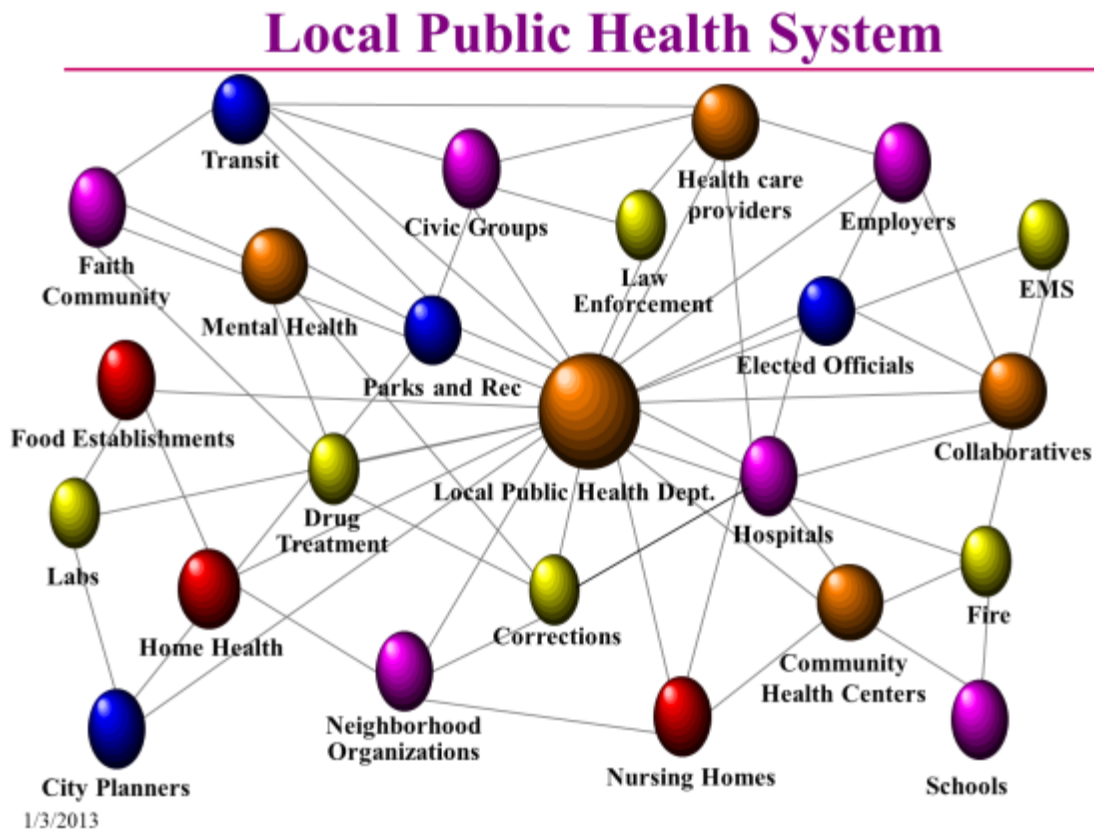 Local Public Health System
Transit
Civic Groups
Health care
providers
Employers
Faith
Community
Mental Health
Law
Enforcement
EMS
Parks and Rec
Elected Officials
Food Establishments
Local Public Health Dept.
Collaboratives
Labs
Drug
Treatment
Hospitals
Home Health
Corrections
Fire
Community
Health Centers
Neighborhood
Organizations
City Planners
Nursing Homes
Schools
1/3/2013